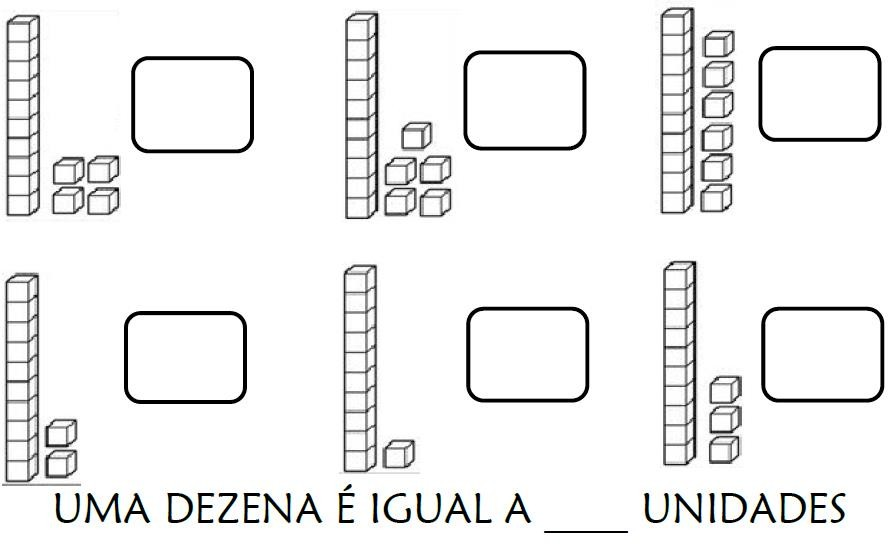 UMA DEZENA É IGUAL A ____ UNIDADES